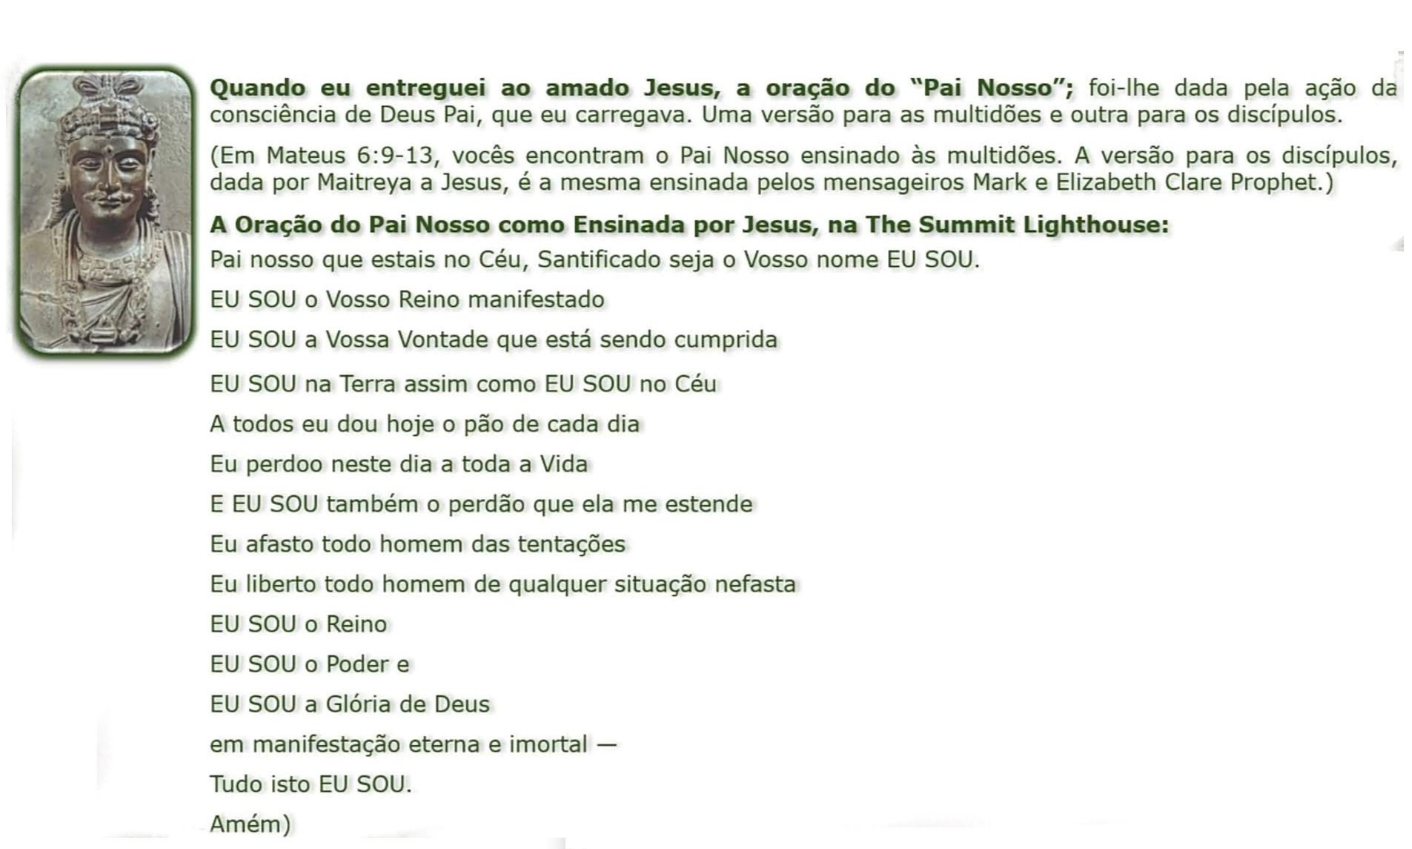 Quando eu entreguei ao amado Jesus, a oração do “Pai Nosso”; foi-lhe dada pela ação da
consciência de Deus Pai, que eu carregava. Uma versão para as multidões e outra para os discípulos.
(Em Mateus 6:9-13, vocês encontram o Pai Nosso ensinado às multidões. A versão para os discípulos,
dada por Maitreya a Jesus, é a mesma ensinada pelos mensageiros Mark e Elizabeth Clare Prophet.)
A Oração do Pai Nosso como Ensinada por Jesus, na The Summit Lighthouse:
Pai nosso que estais no Céu, Santificado seja o Vosso nome EU SOU.
EU SOU o Vosso Reino manifestado
EU SOU a Vossa Vontade que está sendo cumprida
EU SOU na Terra assim como EU SOU no Céu
A todos eu dou hoje o pão de cada dia
Eu perdoo neste dia a toda a Vida
E EU SOU também o perdão que ela me estende
Eu afasto todo homem das tentações
Eu liberto todo homem de qualquer situação nefasta
EU SOU o Reino
EU SOU o Poder e
EU SOU a Glória de Deus
em manifestação eterna e imortal —
Tudo isto EU SOU.
Amém)